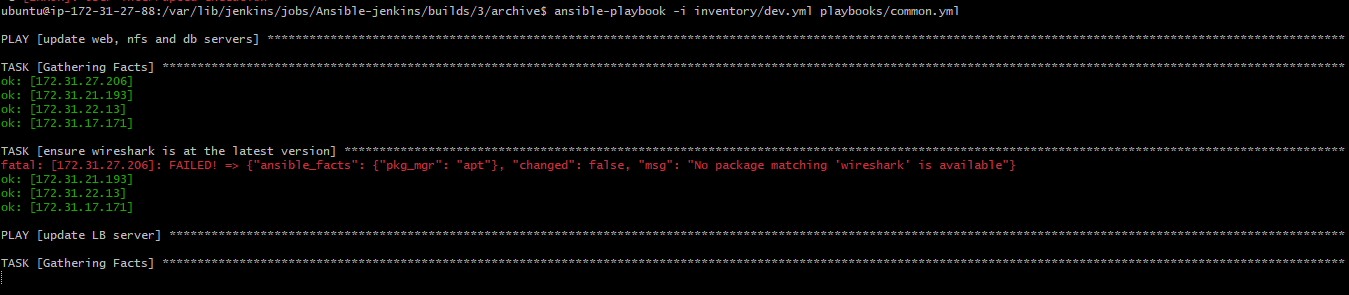 ubuntu@ip-172-31-27-88:/var/lib/jenkins/jobs/Ansible-jenkins/builds/3/archive$ ansible-playbook -i inventory/dev.yml playbooks/common.yml
PLAY [update web, nfs and db servers] ********************************************************************************************************************************************************
TASK [Gathering Facts] ***********************************************************************************************************************************************************************
ok: [172.31.27.206]
ok: [172.31.21.193]
ok: [172.31.22.13]
ok: [172.31.17.171]
TASK [ensure wireshark is at the latest version] *********************************************************************************************************************************************
fatal: [172.31.27.206]: FAILED! => {"ansible_facts": {"pkg_mgr": "apt"}, "changed": false, "msg": "No package matching 'wireshark' is available"}
ok: [172.31.21.193]
ok: [172.31.22.13]
ok: [172.31.17.171]
PLAY [update LB server] **********************************************************************************************************************************************************************
TASK [Gathering Facts] ***********************************************************************************************************************************************************************